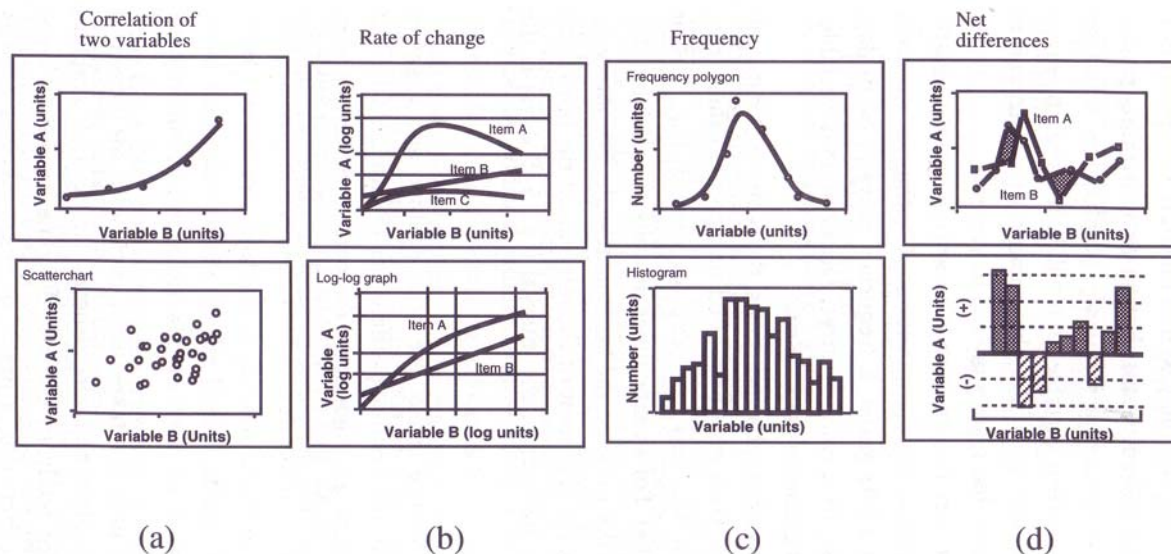 Correlation of
two variables
Rate of change
Frequency
Net
differences
Variable A (units)
Variable B (units)
Variable A (log units)
Item A
Item B
Item C
Variable B (units)
Frequency polygon
Number (units)
Variable (units)
Variable A (units)
Item A
Item B
Variable B (units)
Scatterchart
Variable A (Units)
Variable B (Units)
Log-log graph
Variable A
(log units)
Item A
Item B
Variable B (log units)
Histogram
Number (units)
Variable (units)
Variable A (Units)
(+)
(-)
Variable B (units)
(a)
(b)
(c)
(d)